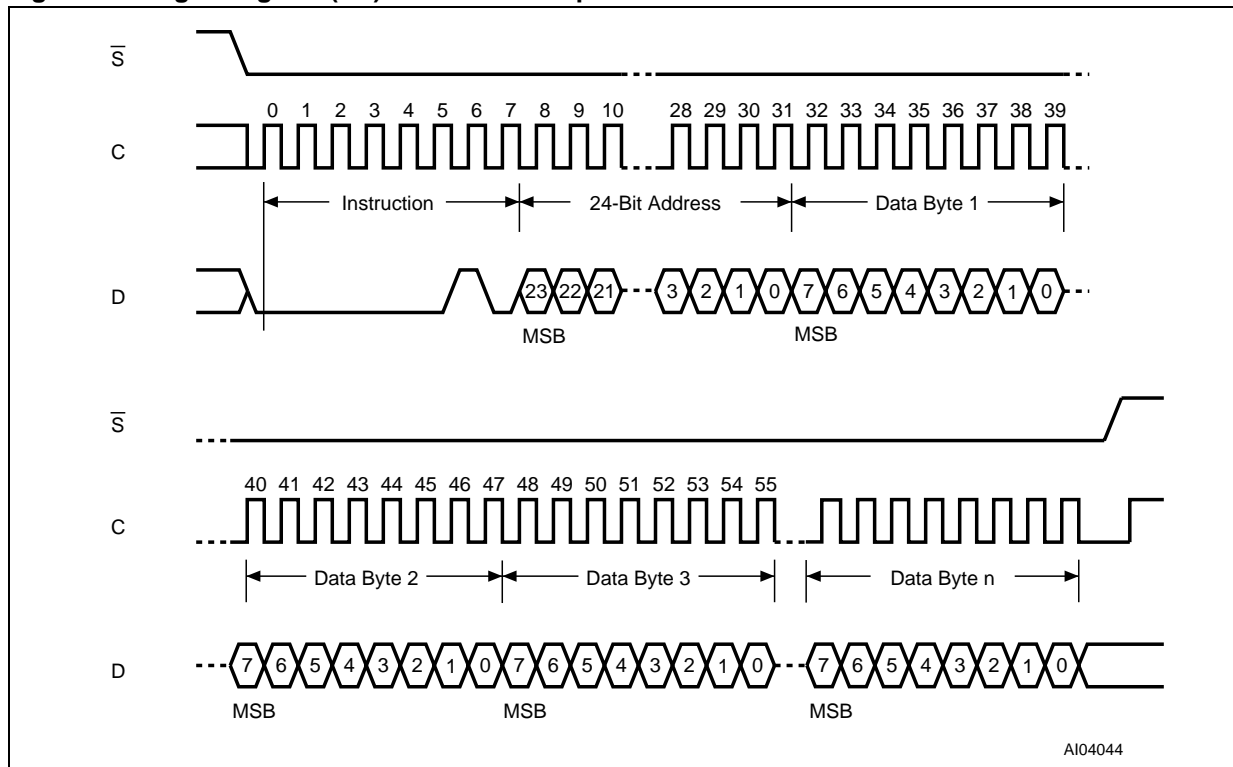 S
0 1 2 3 4 5 6 7 8 9 10 28 29 30 31 32 33 34 35 36 37 38 39
C
Instruction 24-Bit Address Data Byte 1
D 23 22 21 3 2 1 0 7 6 5 4 3 2 1 0
MSB MSB
S
40 41 42 43 44 45 46 47 48 49 50 51 52 53 54 55
C
Data Byte 2 Data Byte 3 Data Byte n
D 7 6 5 4 3 2 1 0 7 6 5 4 3 2 1 0 7 6 5 4 3 2 1 0
MSB MSB MSB
AI04044